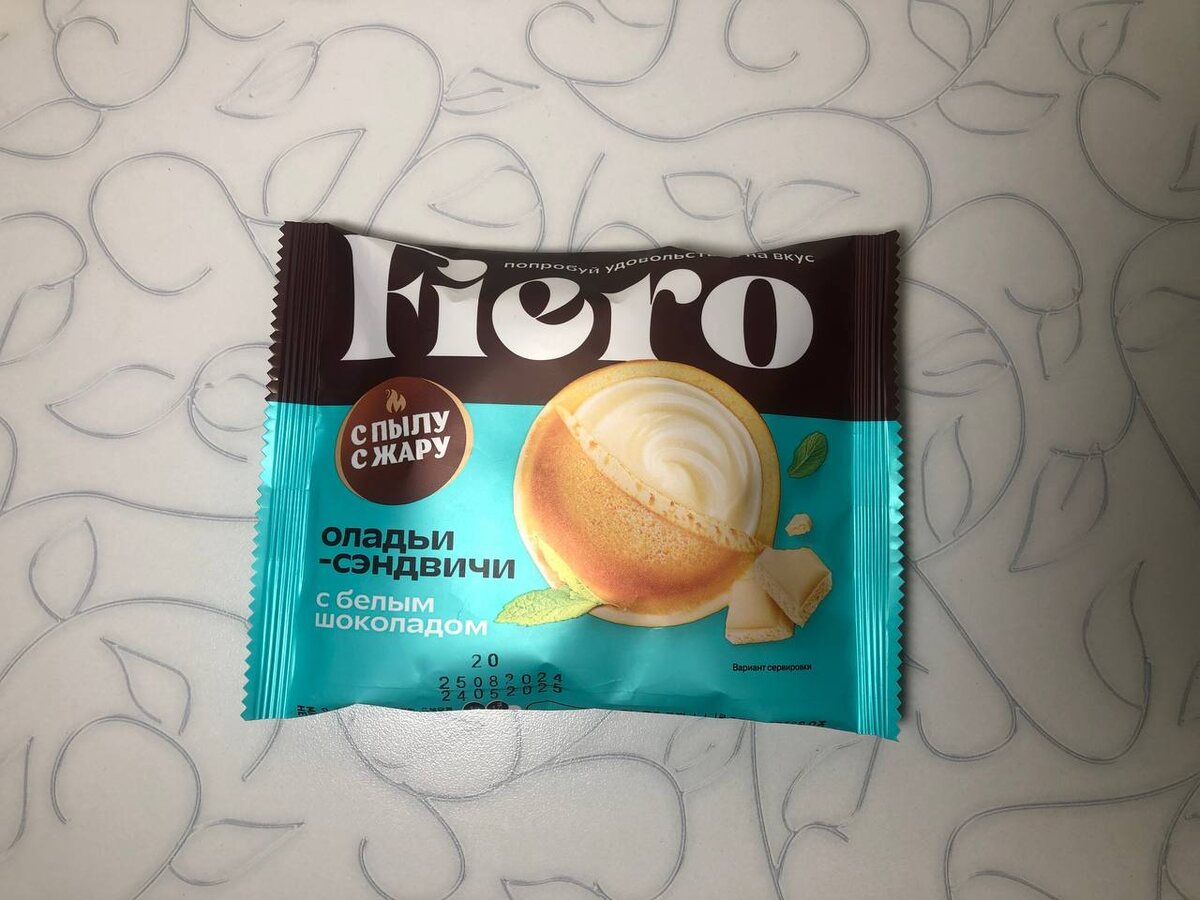 попробуй удовольствие на вкус
Fiero
С ПЫЛУ
С ЖАРУ
оладьи
-сэндвичи
с белым
шоколадом
20
25082024
24052025
Вариант сервировки